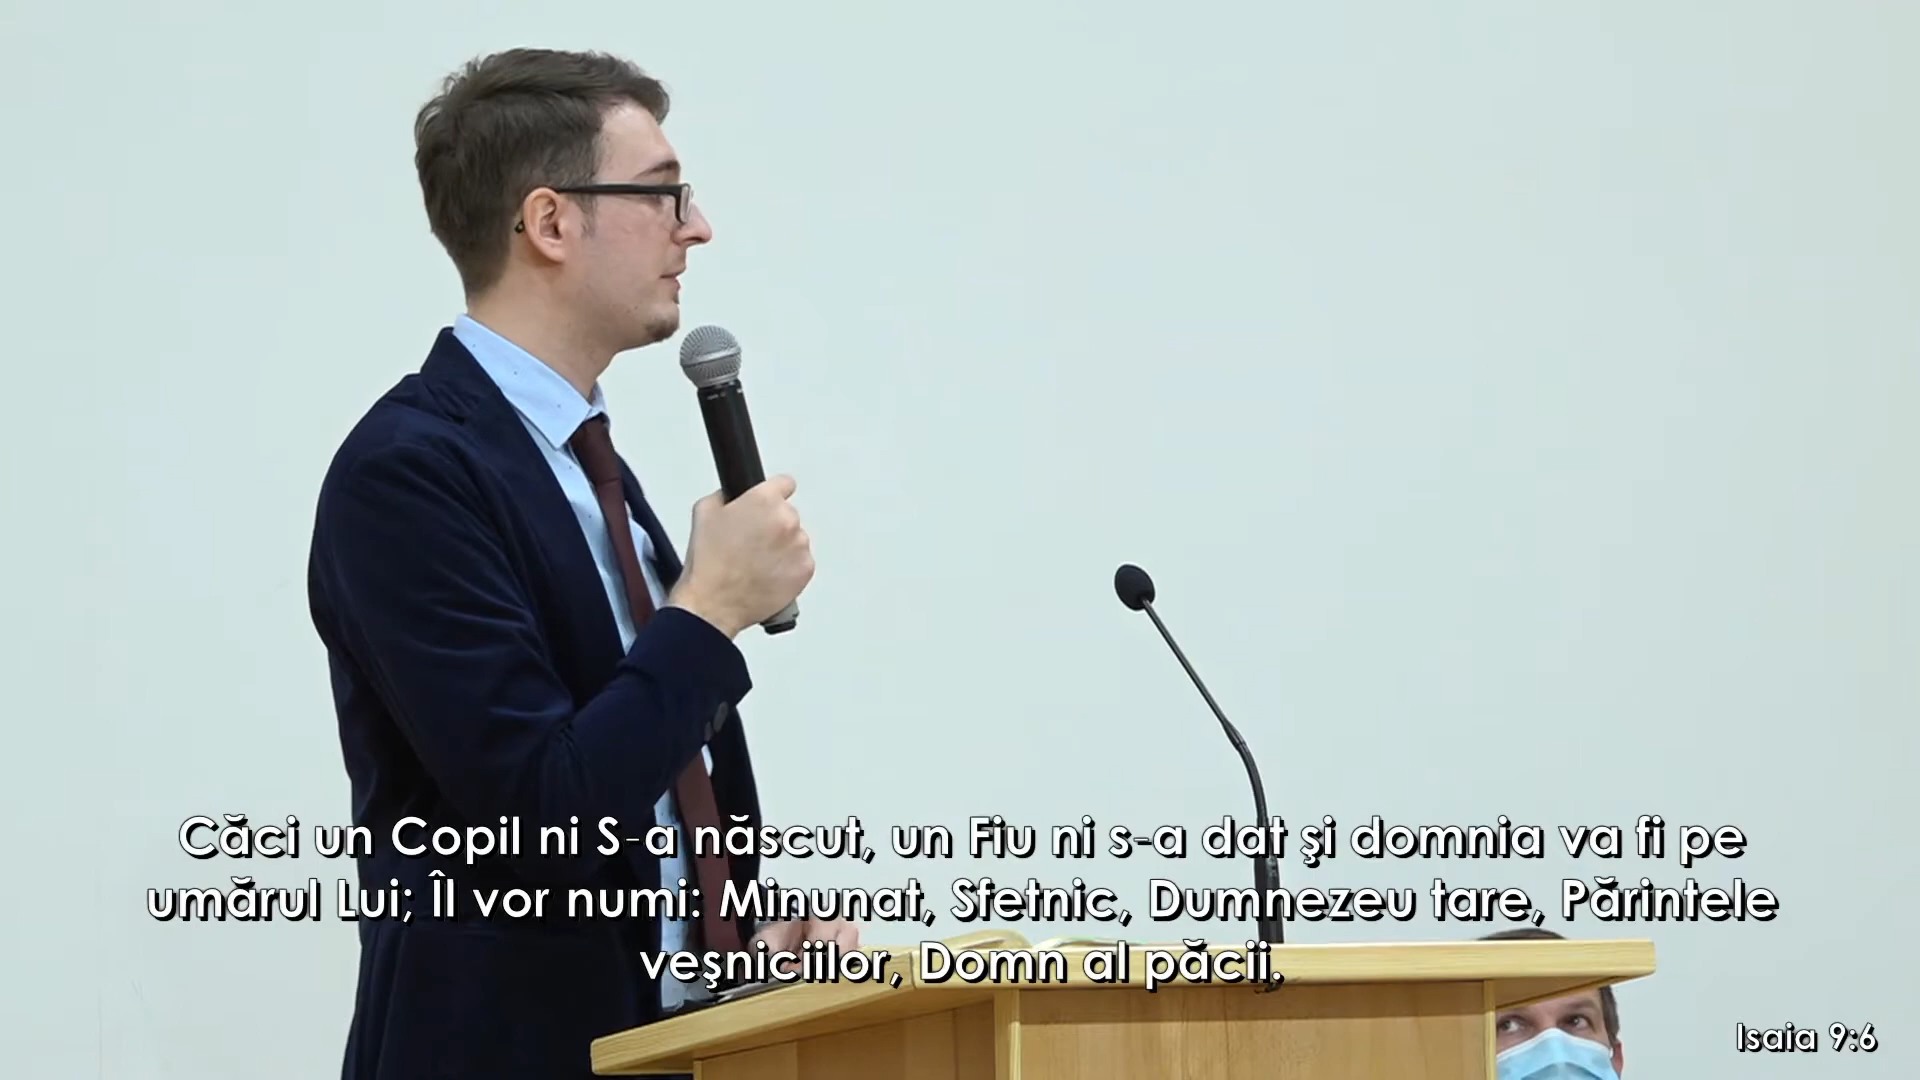 Căci un Copil ni S-a născut, un Fiu ni s-a dat şi domnia va fi pe
umărul Lui; Îl vor numi: Minunat, Sfetnic, Dumnezeu tare, Părintele
veşniciilor, Domn al păcii.
Isaia 9:6